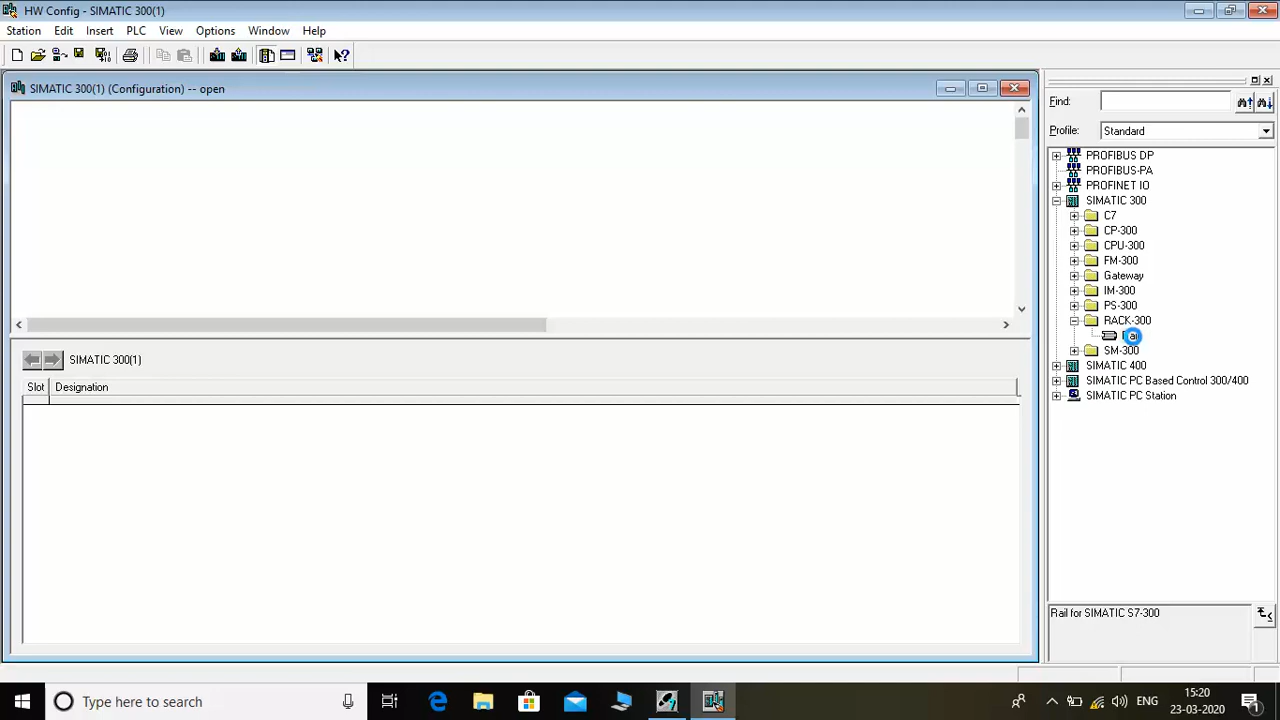 HW Config - SIMATIC 300(1)
Station Edit Insert PLC View Options Window Help
SIMATIC 300(1) (Configuration) -- open
Find:
Profile: Standard
PROFIBUS DP
PROFIBUS-PA
PROFINET IO
SIMATIC 300
C7
CP-300
CPU-300
FM-300
Gateway
IM-300
PS-300
RACK-300
SM-300
SIMATIC 400
SIMATIC PC Based Control 300/400
SIMATIC PC Station
SIMATIC 300(1)
Slot Designation
Rail for SIMATIC S7-300
Type here to search
ENG
15:20
23-03-2020
1